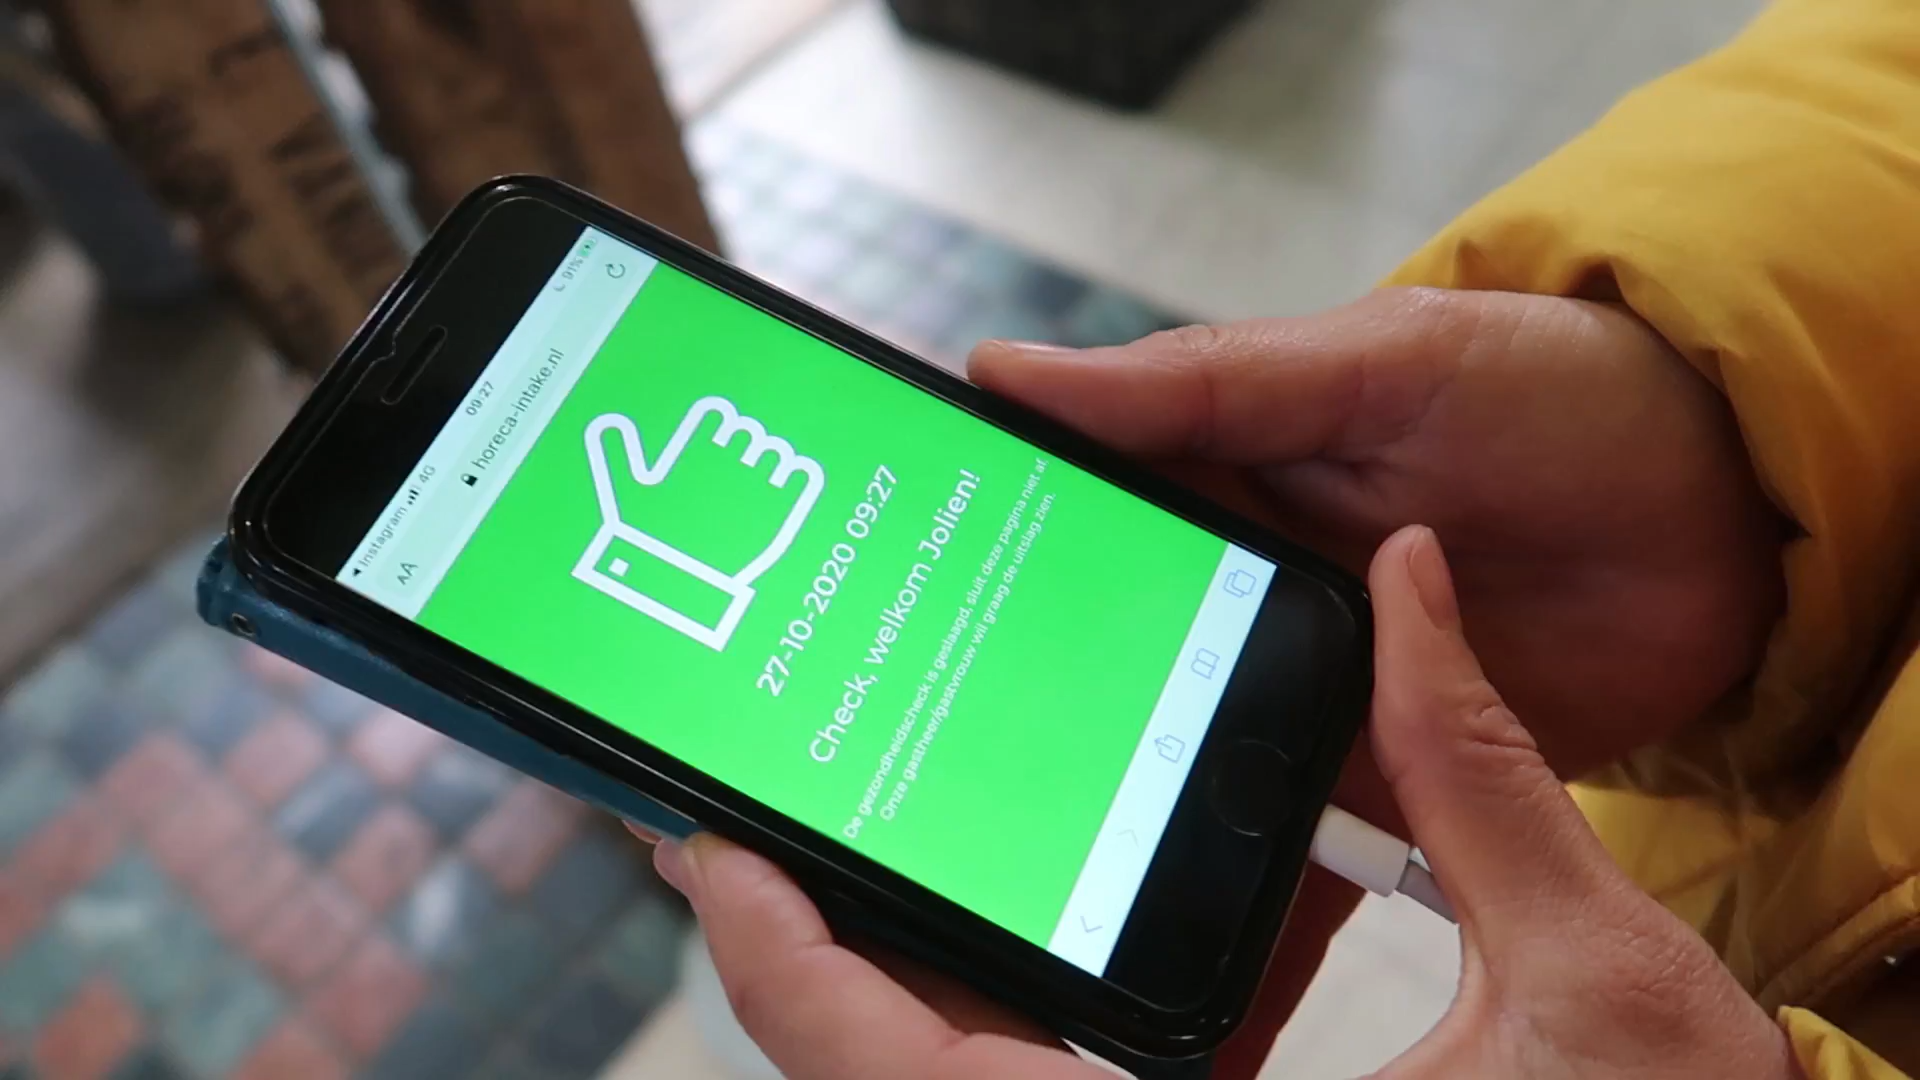 ◀ Instagram 4G
09:27
91%
AA
horeca-intake.nl
27-10-2020 09:27
Check, welkom Jolien!
De gezondheidscheck is geslaagd, sluit deze pagina niet af.
Onze gastheer/gastvrouw wil graag de uitslag zien.